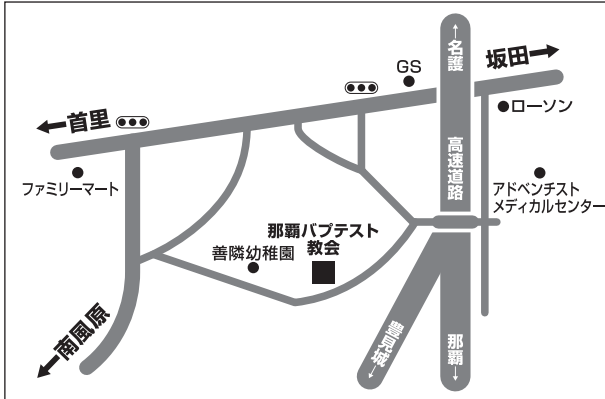 ↑名護
坂田→
GS
←首里
ローソン
高速道路
ファミリーマート
アドベンチスト
メディカルセンター
那覇バプテスト
教会
善隣幼稚園
←南風原
豊見城→
那覇→